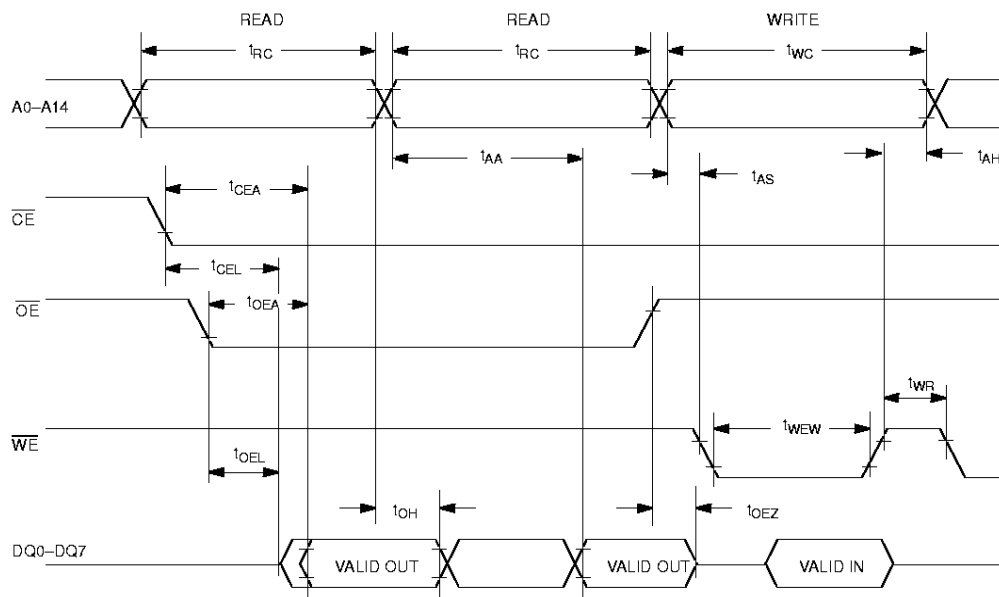 READ READ WRITE
tRC tRC tWC
A0–A14
tAA tAH
tCEA tAS
CE
tCEL
OE tOEA
tWR
WE tWEW
tOEL
tOH tOEZ
DQ0–DQ7 VALID OUT VALID OUT VALID IN